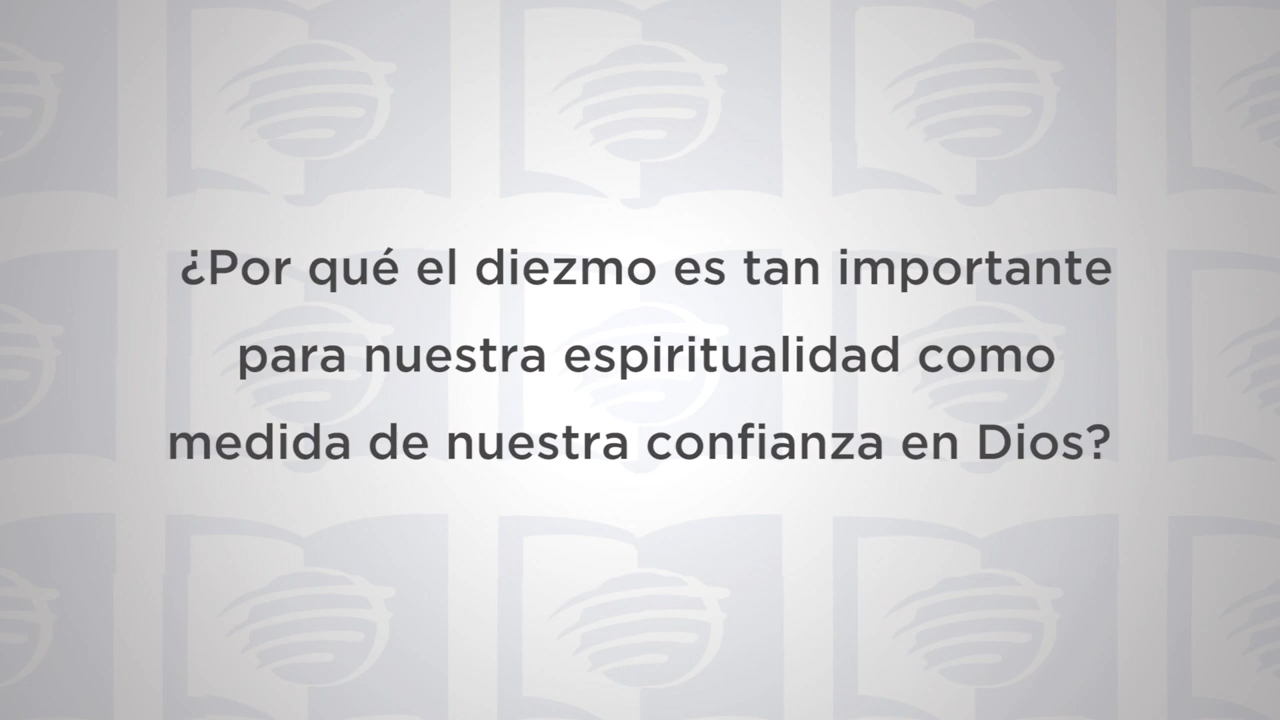 ¿Por qué el diezmo es tan importante
para nuestra espiritualidad como
medida de nuestra confianza en Dios?